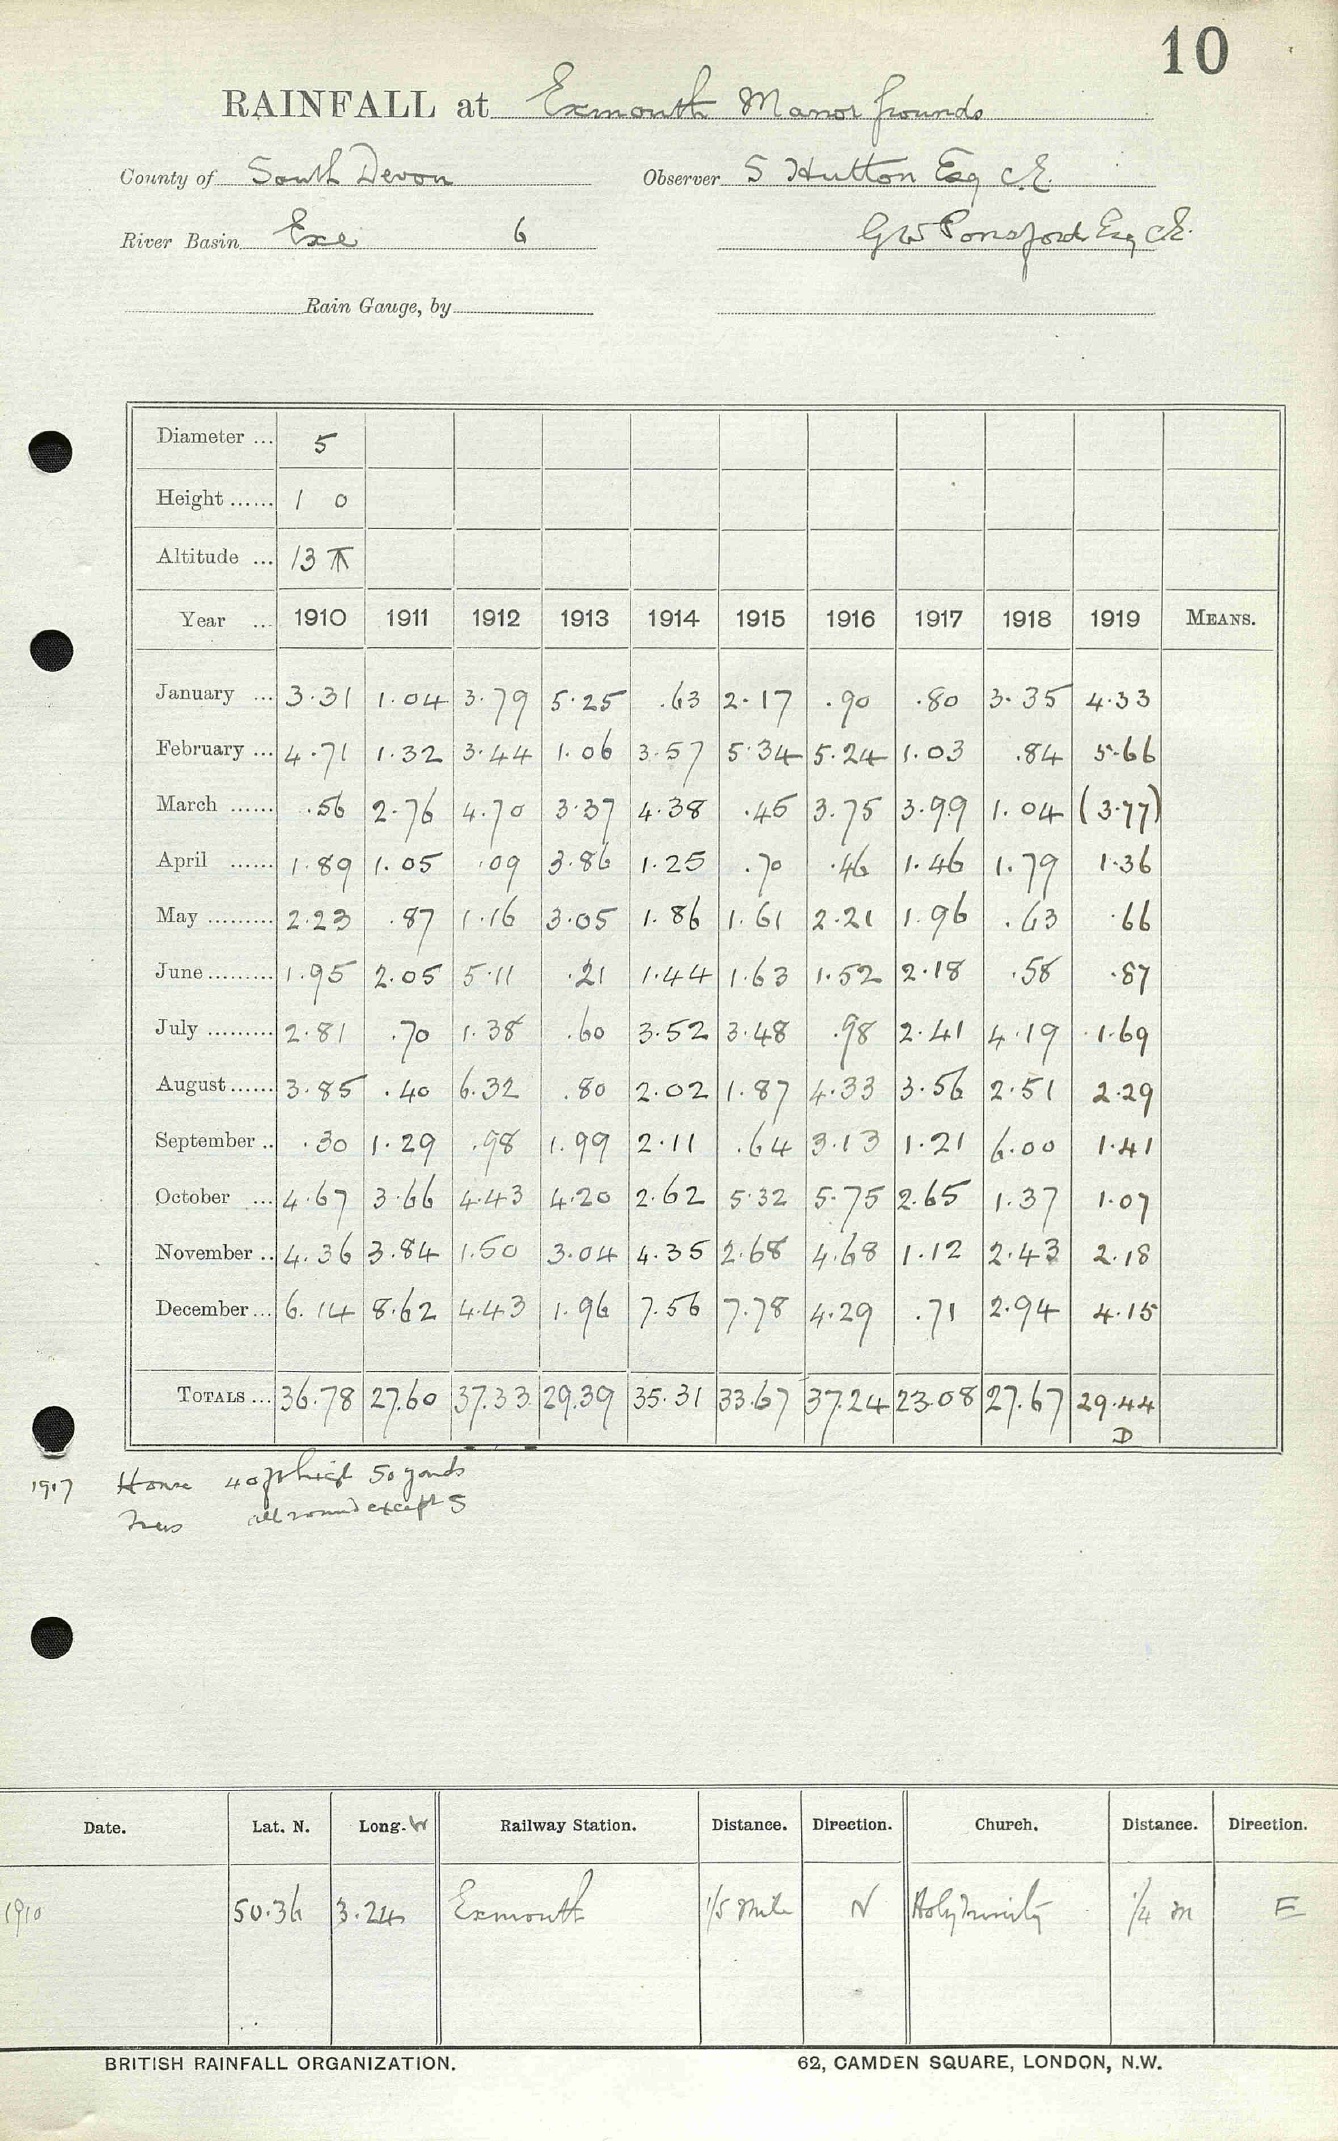 10
RAINFALL at Exmouth Manor Grounds
County of South Devon Observer S Hutton Esq C.E.
River Basin Exe 6 G W Ponsford Esq C.E.
Rain Gauge, by
Diameter ... 5
Height ...... 1 0
Altitude ... 13
Year ... 1910 1911 1912 1913 1914 1915 1916 1917 1918 1919 MEANS.
January ... 3.31 1.04 3.79 5.25 .63 2.17 .90 .80 3.35 4.33
February ... 4.71 1.32 3.44 1.06 3.57 5.34 5.24 1.03 .84 5.66
March ...... .56 2.76 4.70 3.37 4.38 .45 3.75 3.99 1.04 (3.77)
April ...... 1.89 1.05 .09 3.86 1.25 .70 .46 1.46 1.79 1.36
May ......... 2.23 .87 1.16 3.05 1.86 1.61 2.21 1.96 .63 .66
June ......... 1.95 2.05 5.11 .21 1.44 1.63 1.52 2.18 .58 .87
July ......... 2.81 .70 1.38 .60 3.52 3.48 .98 2.41 4.19 1.69
August ...... 3.85 .40 6.32 .80 2.02 1.87 4.33 3.56 2.51 2.29
September .. .30 1.29 .98 1.99 2.11 .64 3.13 1.21 6.00 1.41
October ... 4.67 3.66 4.43 4.20 2.62 5.32 5.75 2.65 1.37 1.07
November .. 4.36 3.84 1.50 3.04 4.35 2.68 4.68 1.12 2.43 2.18
December ... 6.14 8.62 4.43 1.96 7.56 7.78 4.29 .71 2.94 4.15
TOTALS ... 36.78 27.60 37.33 29.39 35.31 33.67 37.24 23.08 27.67 29.44
D
1917 House 40 ft high 50 yards
Trees all round except S
Date. Lat. N. Long. W Railway Station. Distance. Direction. Church. Distance. Direction.
1910 50.36 3.24 Exmouth 1/5 mile N Holy Trinity 1/4 m E
BRITISH RAINFALL ORGANIZATION. 62, CAMDEN SQUARE, LONDON, N.W.